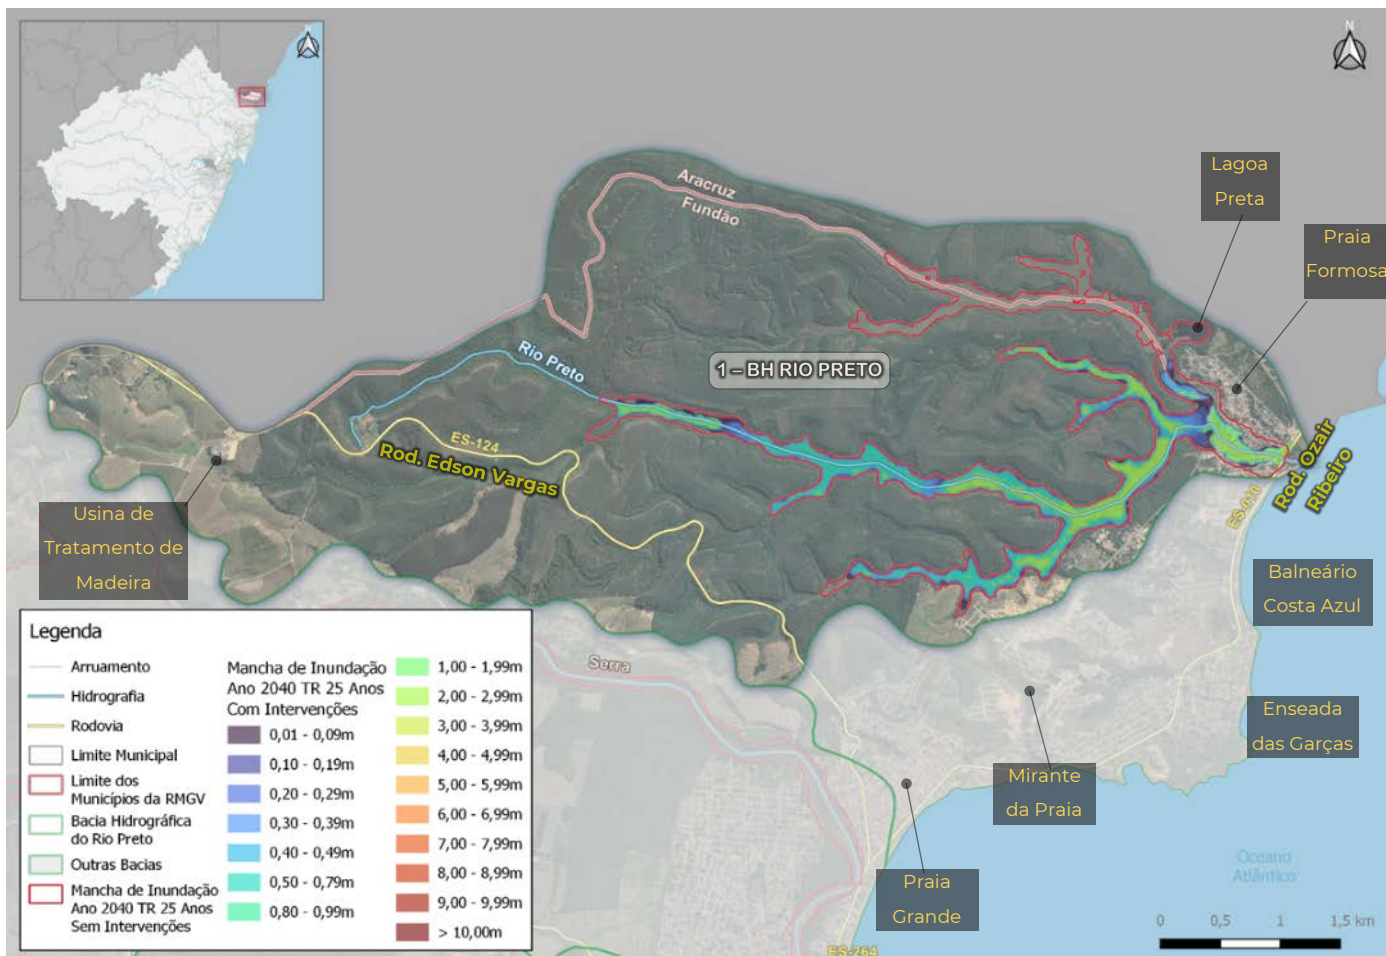 N
N
Lagoa
Preta
Praia
Formosa
Aracruz
Fundão
Rio Preto
1 – BH RIO PRETO
ES-124
Rod. Edson Vargas
Rod. Ozair
Ribeiro
ES-010
Usina de
Tratamento de
Madeira
Balneário
Costa Azul
Enseada
das Garças
Mirante
da Praia
Praia
Grande
Serra
Oceano
Atlântico
ES-264
0 0,5 1 1,5 km
Legenda
Arruamento
Hidrografia
Rodovia
Limite Municipal
Limite dos
Municípios da RMGV
Bacia Hidrográfica
do Rio Preto
Outras Bacias
Mancha de Inundação
Ano 2040 TR 25 Anos
Sem Intervenções
Mancha de Inundação
Ano 2040 TR 25 Anos
Com Intervenções
0,01 - 0,09m
0,10 - 0,19m
0,20 - 0,29m
0,30 - 0,39m
0,40 - 0,49m
0,50 - 0,79m
0,80 - 0,99m
1,00 - 1,99m
2,00 - 2,99m
3,00 - 3,99m
4,00 - 4,99m
5,00 - 5,99m
6,00 - 6,99m
7,00 - 7,99m
8,00 - 8,99m
9,00 - 9,99m
> 10,00m